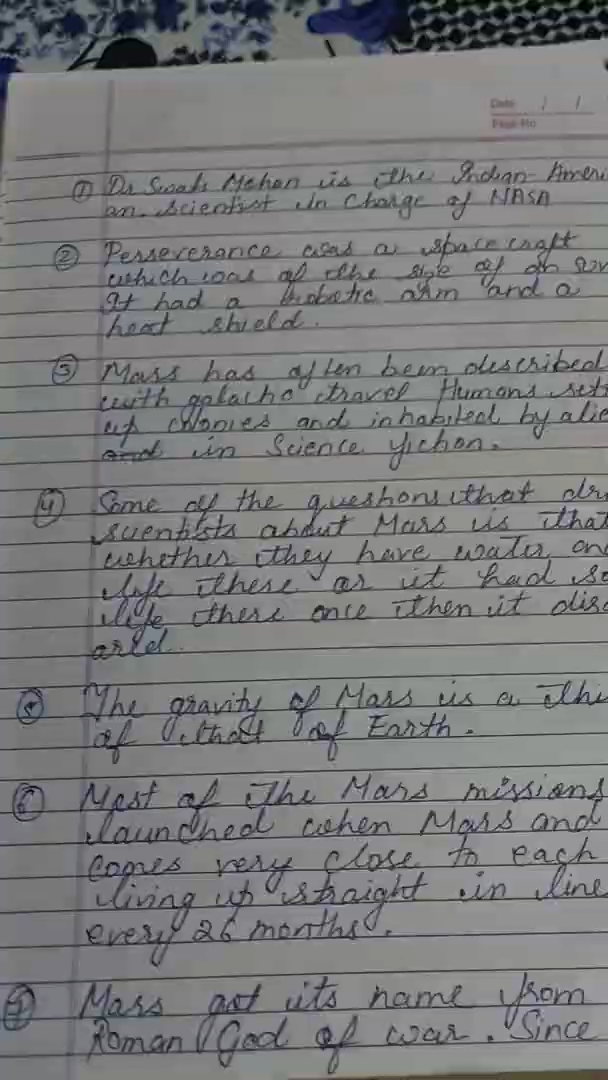 Date / /
Page No
① Dr Swati Mohan is the Indian-Ameri
an scientist in Charge of NASA
② Perseverance was a space craft
which was of the size of an
It had a Robotic arm and a
heat shield.
③ Mars has often been described
with galactic travel Humans set
up colonies and inhabited by alie
and in Science fiction.
④ Some of the questions that dr
scientists about Mars is that
whether they have water an
life there or it had so
life there once then it dis
ared.
The gravity of Mars is a thi
of that of Earth.
⑥ Most of the Mars missions
launched when Mars and
comes very close to each
living up straight in line
every 26 months.
⑦ Mars got its name from
Roman God of war. Since